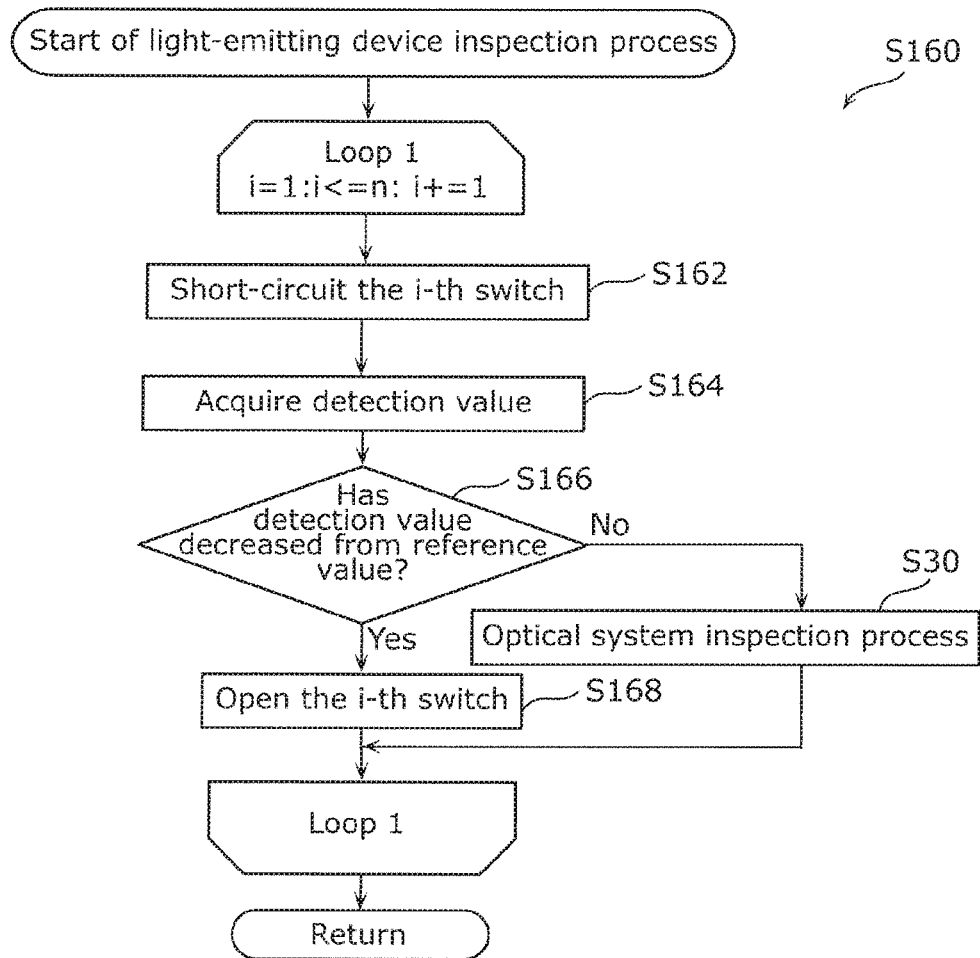 Start of light-emitting device inspection process
S160
Loop 1
i=1:i<=n: i+=1
Short-circuit the i-th switch
S162
Acquire detection value
S164
S166
Has
detection value
decreased from reference
value?
No
S30
Yes
Optical system inspection process
Open the i-th switch
S168
Loop 1
Return